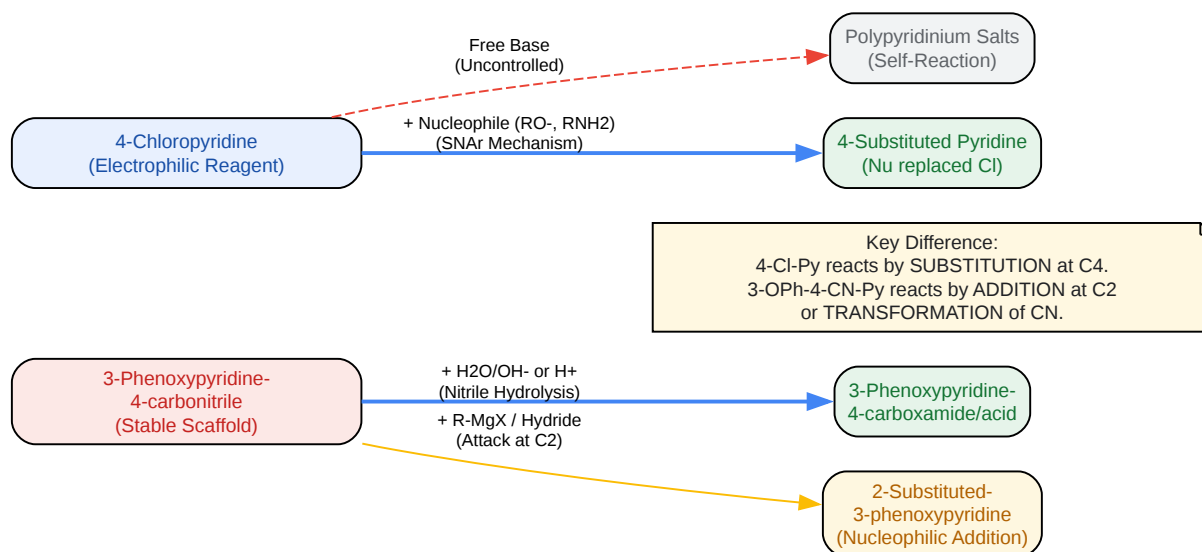 Free Base
(Uncontrolled)
Polypyridinium Salts
(Self-Reaction)
4-Chloropyridine
(Electrophilic Reagent)
+ Nucleophile (RO-, RNH2)
(SNAr Mechanism)
4-Substituted Pyridine
(Nu replaced Cl)
Key Difference:
4-Cl-Py reacts by SUBSTITUTION at C4.
3-OPh-4-CN-Py reacts by ADDITION at C2
or TRANSFORMATION of CN.
3-Phenoxypyridine-
4-carbonitrile
(Stable Scaffold)
+ H2O/OH- or H+
(Nitrile Hydrolysis)
3-Phenoxypyridine-
4-carboxamide/acid
+ R-MgX / Hydride
(Attack at C2)
2-Substituted-
3-phenoxypyridine
(Nucleophilic Addition)